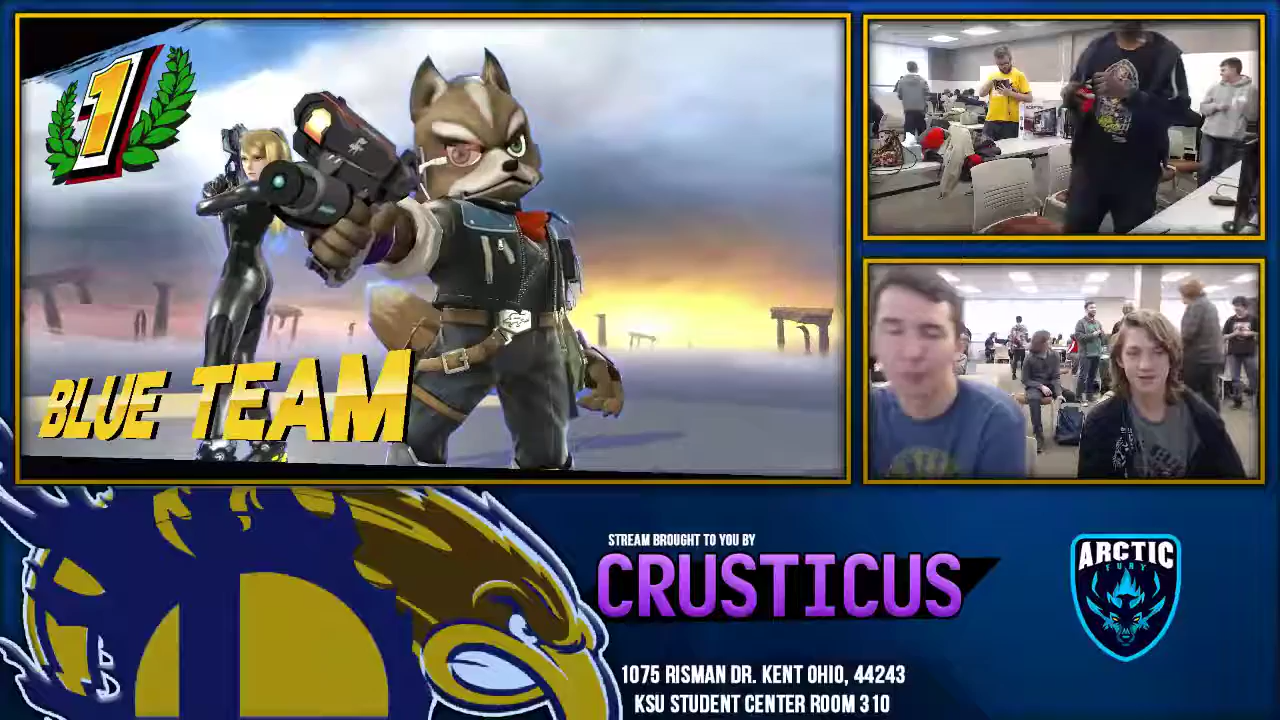 1
BLUE TEAM
STREAM BROUGHT TO YOU BY
CRUSTICUS
ARCTIC
FURY
1075 RISMAN DR. KENT OHIO, 44243
KSU STUDENT CENTER ROOM 310